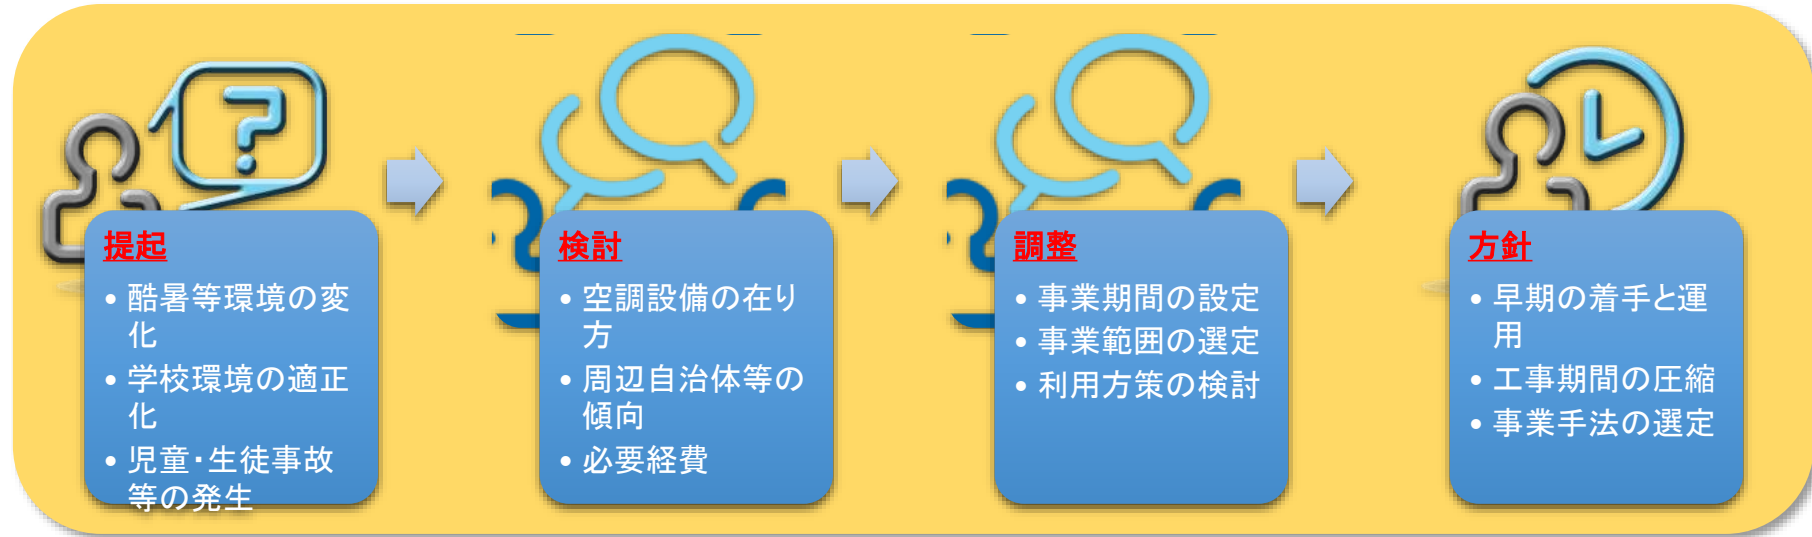 提起
• 酷暑等環境の変
化
• 学校環境の適正
化
• 児童・生徒事故
等の発生
検討
• 空調設備の在り
方
• 周辺自治体等の
傾向
• 必要経費
調整
• 事業期間の設定
• 事業範囲の選定
• 利用方策の検討
方針
• 早期の着手と運
用
• 工事期間の圧縮
• 事業手法の選定